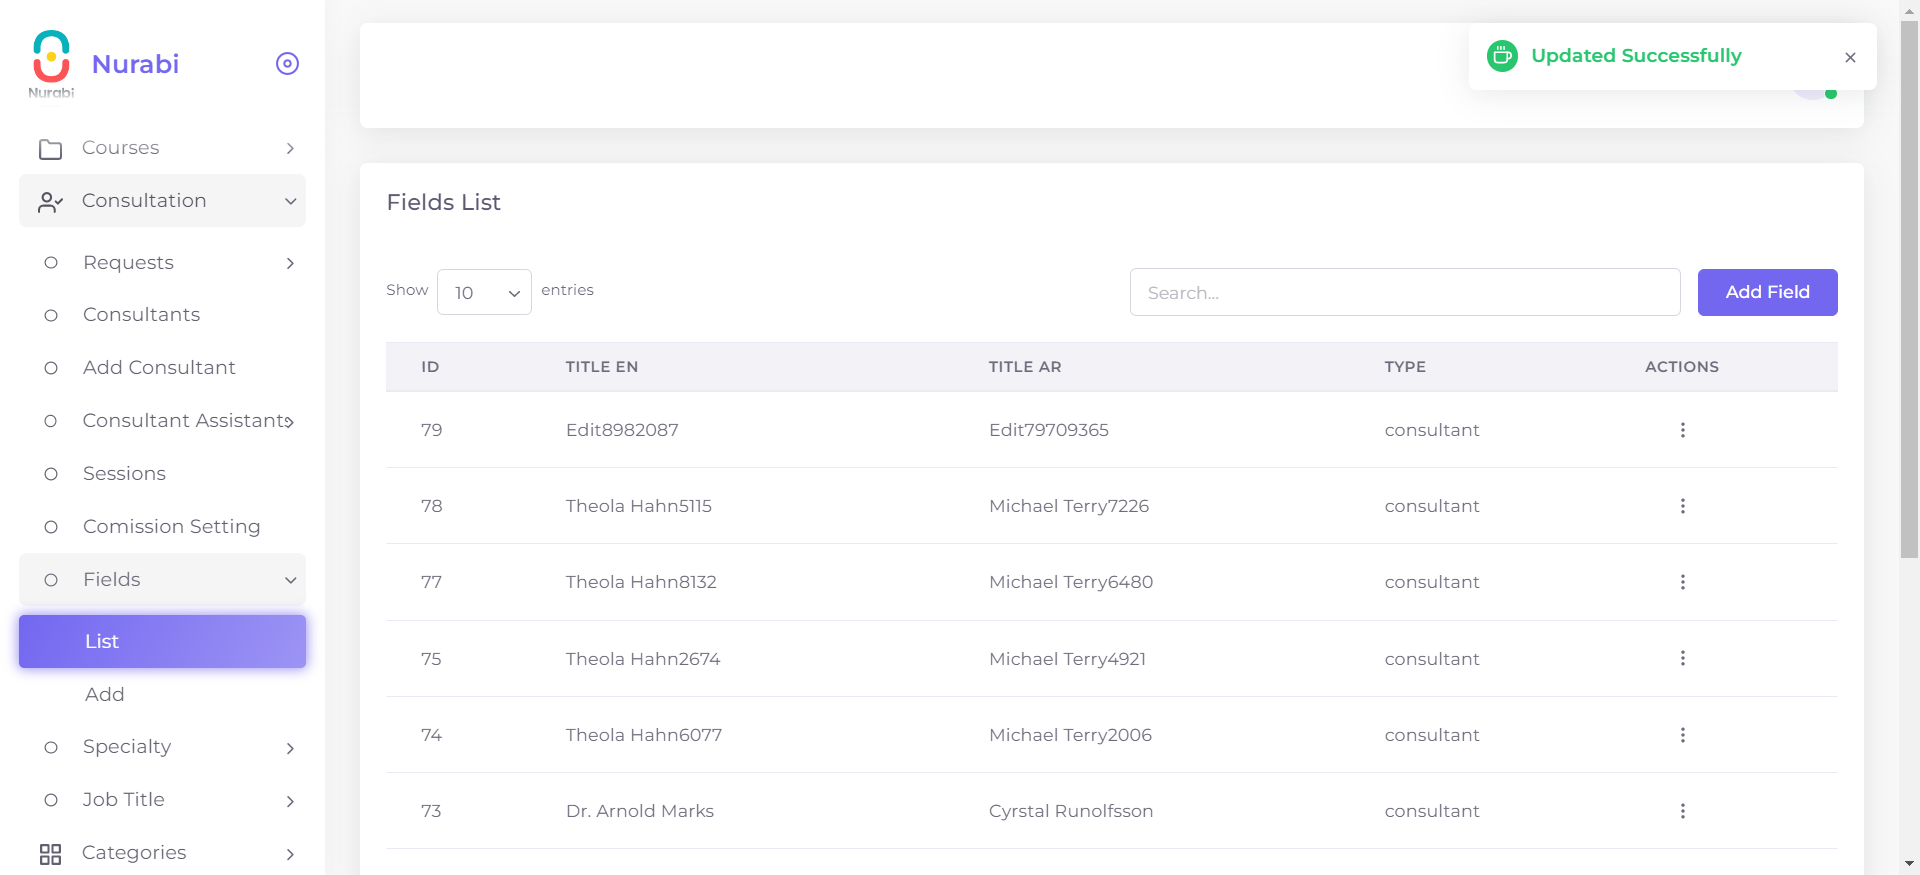 Nurabi
Nurabi
Courses
Consultation
Requests
Consultants
Add Consultant
Consultant Assistants
Sessions
Comission Setting
Fields
List
Add
Specialty
Job Title
Categories
Updated Successfully
Fields List
Show 10 entries
Search...
Add Field
ID TITLE EN TITLE AR TYPE ACTIONS
79 Edit8982087 Edit79709365 consultant
78 Theola Hahn5115 Michael Terry7226 consultant
77 Theola Hahn8132 Michael Terry6480 consultant
75 Theola Hahn2674 Michael Terry4921 consultant
74 Theola Hahn6077 Michael Terry2006 consultant
73 Dr. Arnold Marks Cyrstal Runolfsson consultant